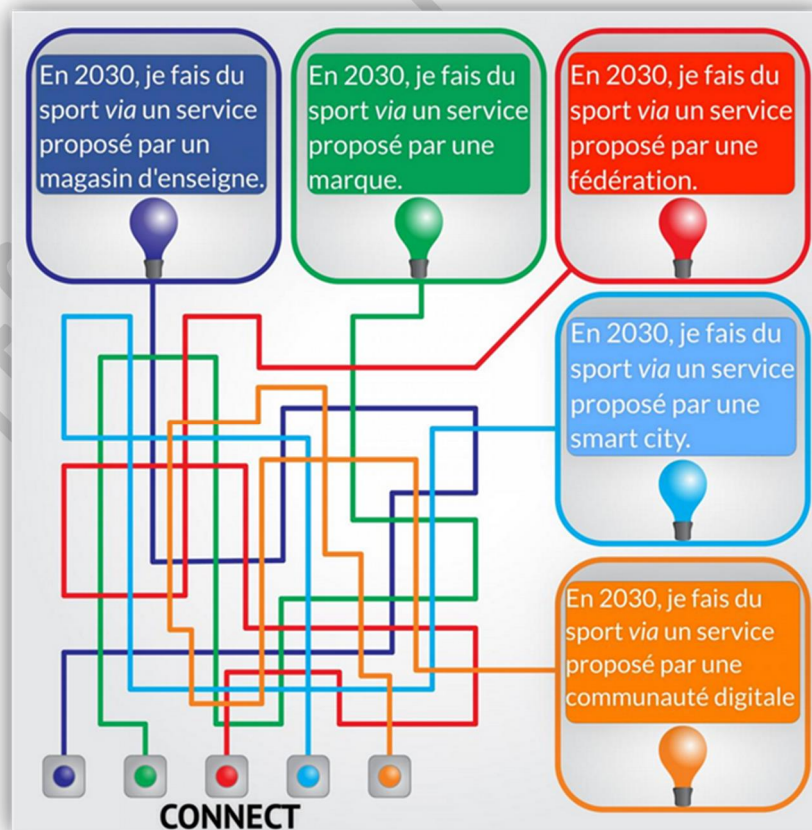 En 2030, je fais du
sport via un service
proposé par un
magasin d'enseigne.
En 2030, je fais du
sport via un service
proposé par une
marque.
En 2030, je fais du
sport via un service
proposé par une
fédération.
En 2030, je fais du
sport via un service
proposé par une
smart city.
En 2030, je fais du
sport via un service
proposé par une
communauté digitale
CONNECT